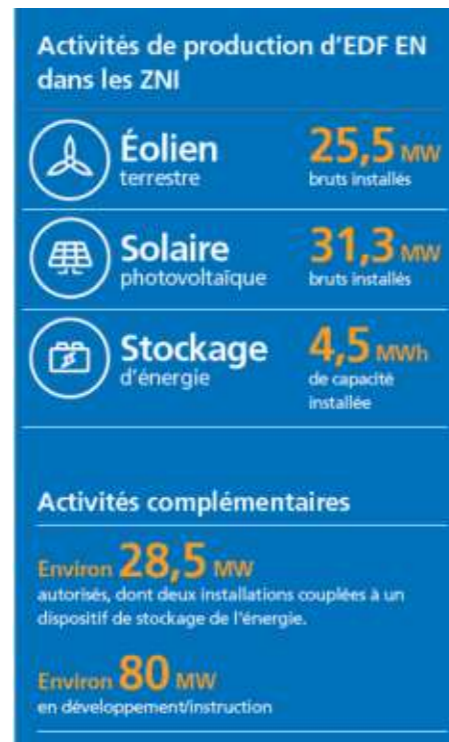 Activités de production d'EDF EN
dans les ZNI
Éolien
terrestre
25,5 MW
bruts installés
Solaire
photovoltaïque
31,3 MW
bruts installés
Stockage
d'énergie
4,5 MWh
de capacité
installée
Activités complémentaires
Environ 28,5 MW
autorisés, dont deux installations couplées à un
dispositif de stockage de l'énergie.
Environ 80 MW
en développement/instruction